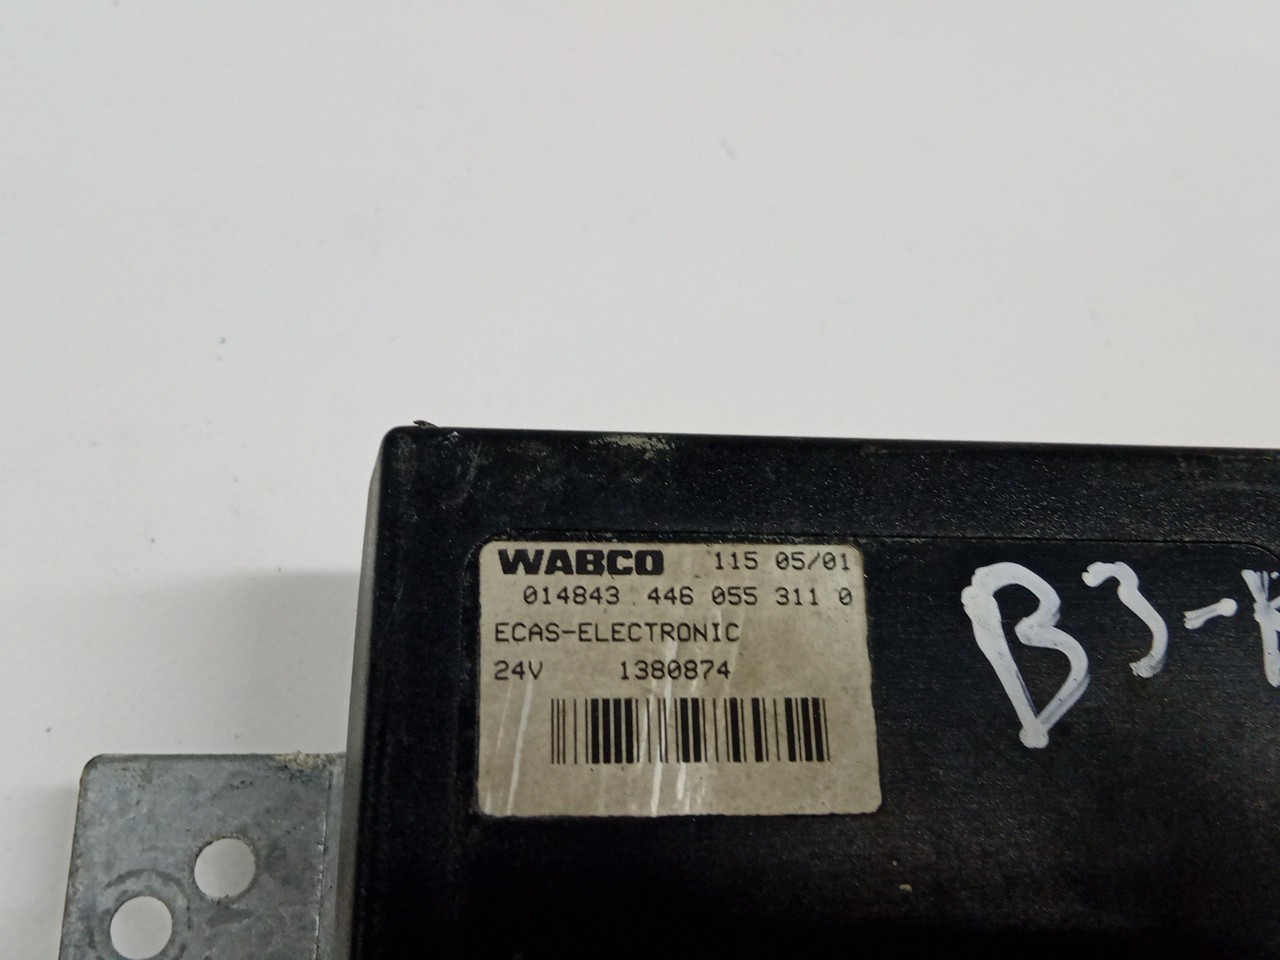 WABCO 115 05/01
014843 446 055 311 0
ECAS-ELECTRONIC
24V 1380874
B3-